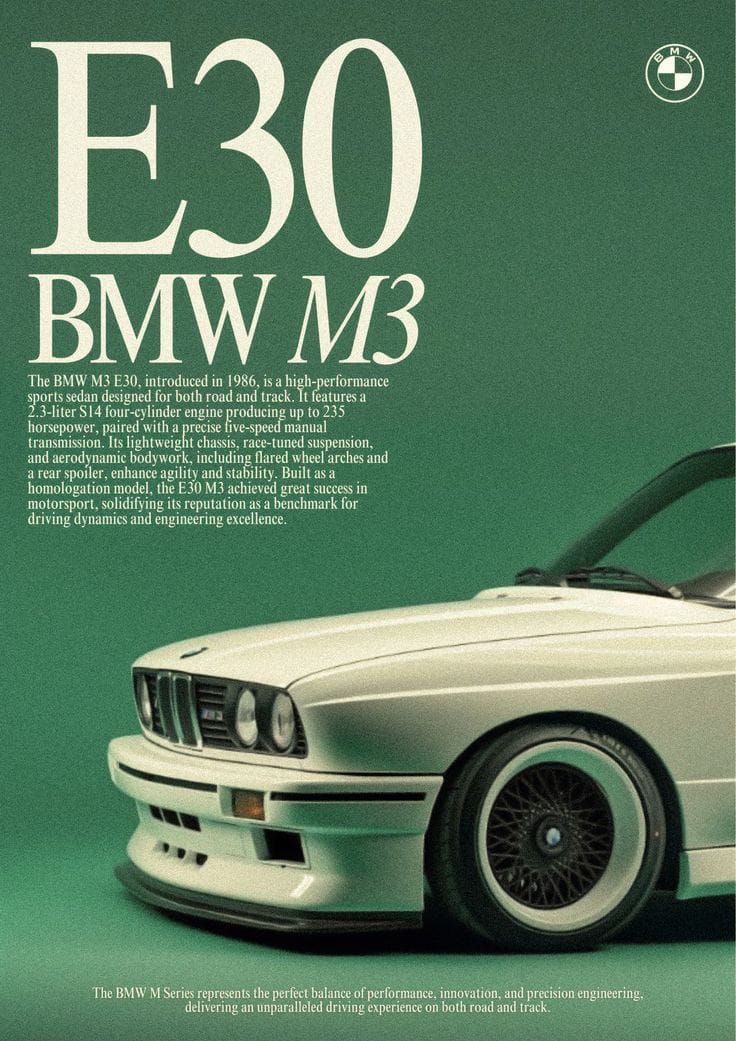 E30
BMW
BMW M3
The BMW M3 E30, introduced in 1986, is a high-performance
sports sedan designed for both road and track. It features a
2.3-liter S14 four-cylinder engine producing up to 235
horsepower, paired with a precise five-speed manual
transmission. Its lightweight chassis, race-tuned suspension,
and aerodynamic bodywork, including flared wheel arches and
a rear spoiler, enhance agility and stability. Built as a
homologation model, the E30 M3 achieved great success in
motorsport, solidifying its reputation as a benchmark for
driving dynamics and engineering excellence.
The BMW M Series represents the perfect balance of performance, innovation, and precision engineering,
delivering an unparalleled driving experience on both road and track.